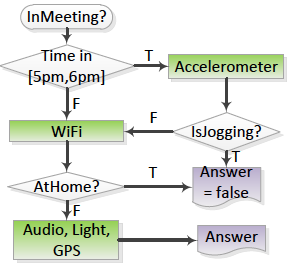 InMeeting?
Time in
[5pm,6pm]
T
Accelerometer
F
F
WiFi
IsJogging?
T
T
AtHome?
Answer
= false
F
Audio, Light,
GPS
Answer